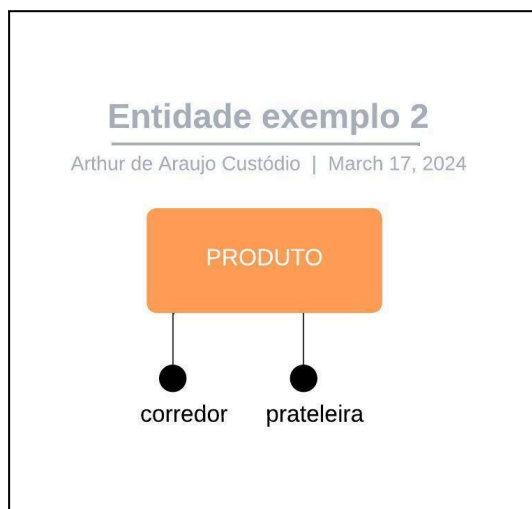 Entidade exemplo 2
Arthur de Araujo Custódio | March 17, 2024
PRODUTO
corredor prateleira